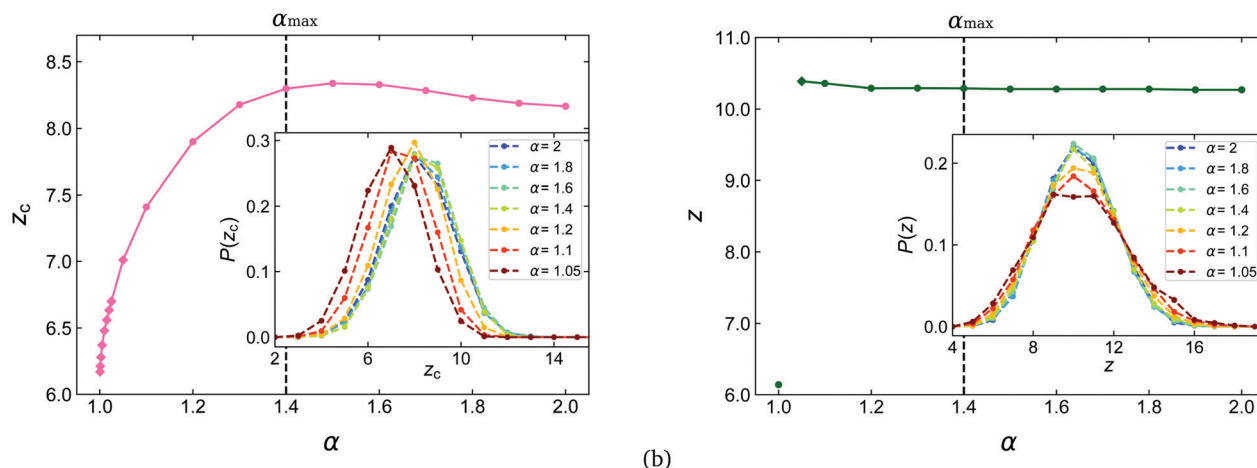 αmax
8.5
8.0
7.5
7.0
6.5
6.0
zc
1.0 1.2 1.4 1.6 1.8 2.0
α
0.3
0.2
0.1
0.0
P(zc)
2 6 10 14
zc
α = 2
α = 1.8
α = 1.6
α = 1.4
α = 1.2
α = 1.1
α = 1.05
(b)
αmax
11.0
10.0
9.0
8.0
7.0
6.0
z
1.0 1.2 1.4 1.6 1.8 2.0
α
0.2
0.1
0.0
P(z)
4 8 12 16
z
α = 2
α = 1.8
α = 1.6
α = 1.4
α = 1.2
α = 1.1
α = 1.05